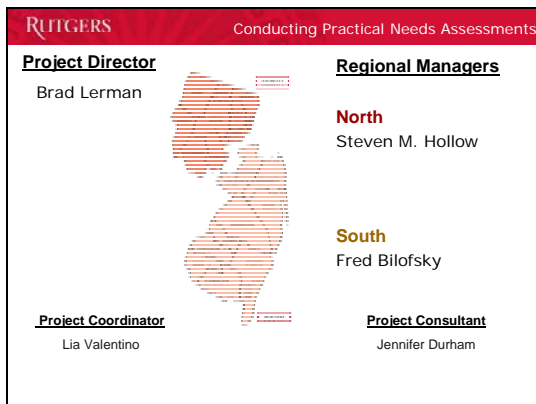 RUTGERS
Conducting Practical Needs Assessments
Project Director
Brad Lerman
Regional Managers
North
Steven M. Hollow
South
Fred Bilofsky
Project Coordinator
Lia Valentino
Project Consultant
Jennifer Durham